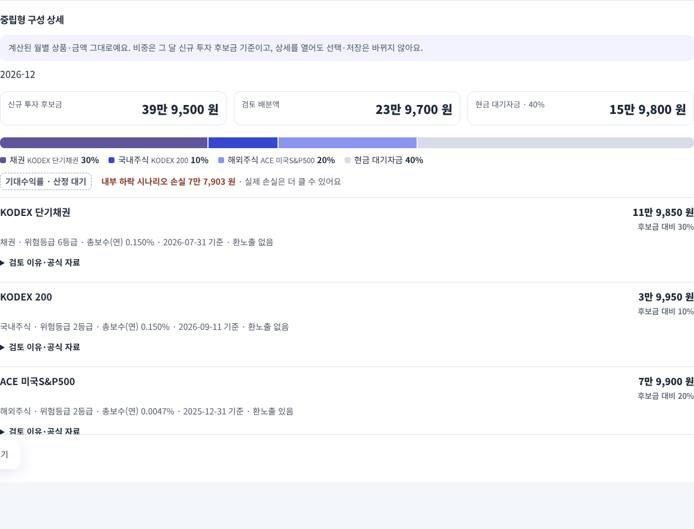 중립형 구성 상세
계산된 월별 상품·금액 그대로예요. 비중은 그 달 신규 투자 후보금 기준이고, 상세를 열어도 선택·저장은 바뀌지 않아요.
2026-12
신규 투자 후보금 39만 9,500 원
검토 배분액 23만 9,700 원
현금 대기자금 · 40% 15만 9,800 원
채권 KODEX 단기채권 30% 국내주식 KODEX 200 10% 해외주식 ACE 미국S&P500 20% 현금 대기자금 40%
기대수익률 · 산정 대기 내부 하락 시나리오 손실 7만 7,903 원 · 실제 손실은 더 클 수 있어요
KODEX 단기채권 11만 9,850 원
후보금 대비 30%
채권 · 위험등급 6등급 · 총보수(연) 0.150% · 2026-07-31 기준 · 환노출 없음
▶ 검토 이유·공식 자료
KODEX 200 3만 9,950 원
후보금 대비 10%
국내주식 · 위험등급 2등급 · 총보수(연) 0.150% · 2026-09-11 기준 · 환노출 없음
▶ 검토 이유·공식 자료
ACE 미국S&P500 7만 9,900 원
후보금 대비 20%
해외주식 · 위험등급 2등급 · 총보수(연) 0.0047% · 2025-12-31 기준 · 환노출 있음
▶ 검토 이유·공식 자료
기